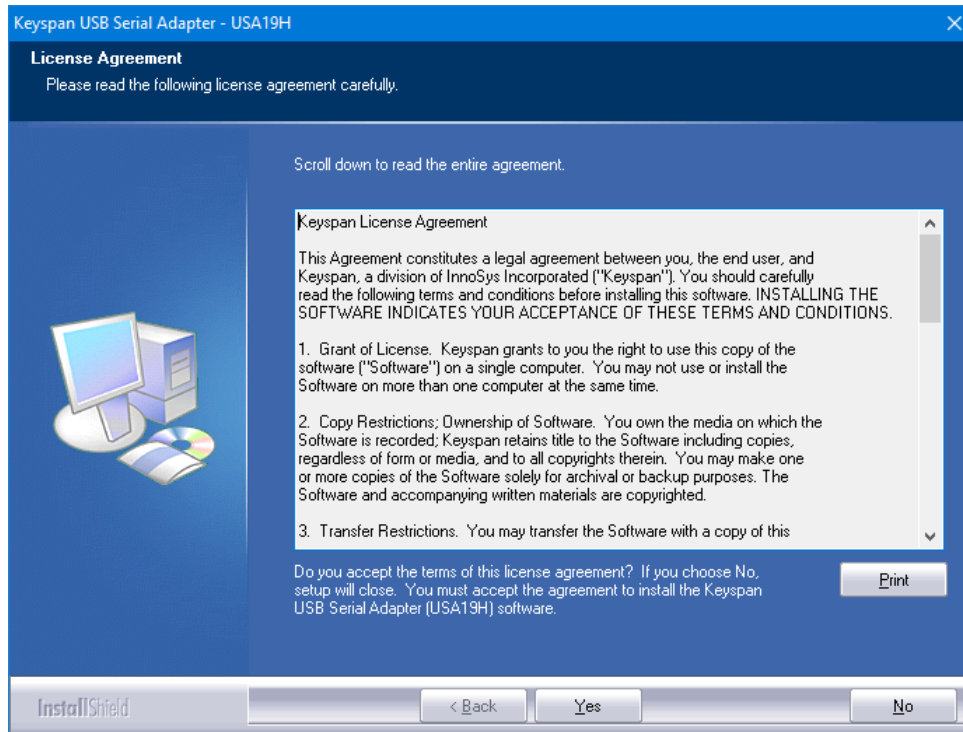 Keyspan USB Serial Adapter - USA19H
License Agreement
Please read the following license agreement carefully.
Scroll down to read the entire agreement.
Keyspan License Agreement
This Agreement constitutes a legal agreement between you, the end user, and
Keyspan, a division of InnoSys Incorporated ("Keyspan"). You should carefully
read the following terms and conditions before installing this software. INSTALLING THE
SOFTWARE INDICATES YOUR ACCEPTANCE OF THESE TERMS AND CONDITIONS.
1. Grant of License. Keyspan grants to you the right to use this copy of the
software ("Software") on a single computer. You may not use or install the
Software on more than one computer at the same time.
2. Copy Restrictions; Ownership of Software. You own the media on which the
Software is recorded; Keyspan retains title to the Software including copies,
regardless of form or media, and to all copyrights therein. You may make one
or more copies of the Software solely for archival or backup purposes. The
Software and accompanying written materials are copyrighted.
3. Transfer Restrictions. You may transfer the Software with a copy of this
Do you accept the terms of this license agreement? If you choose No,
setup will close. You must accept the agreement to install the Keyspan
USB Serial Adapter (USA19H) software.
Print
InstallShield
< Back
Yes
No